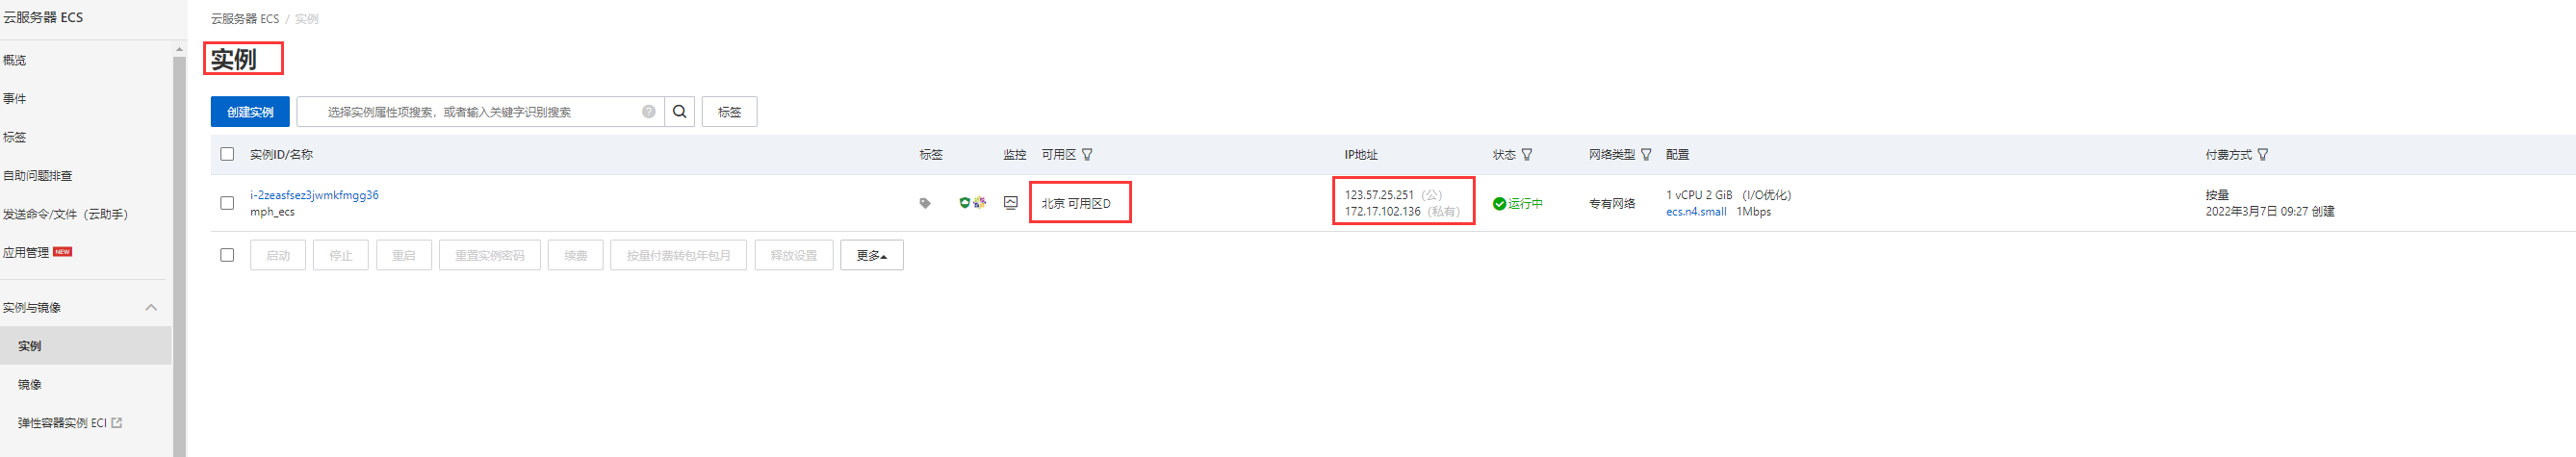 云服务器 ECS
概览
事件
标签
自助问题排查
发送命令/文件（云助手）
应用管理 NEW
实例与镜像
实例
镜像
弹性容器实例 ECI
云服务器 ECS / 实例
实例
创建实例 选择实例属性项搜索，或者输入关键字识别搜索 ? 标签
实例ID/名称 标签 监控 可用区 IP地址 状态 网络类型 配置 付费方式
i-2zeasfsez3jwmkfmgg36 123.57.25.251（公） 1 vCPU 2 GiB （I/O优化） 按量
北京 可用区D 运行中 专有网络
mph_ecs 172.17.102.136（私有） ecs.n4.small 1Mbps 2022年3月7日 09:27 创建
启动 停止 重启 重置实例密码 续费 按量付费转包年包月 释放设置 更多